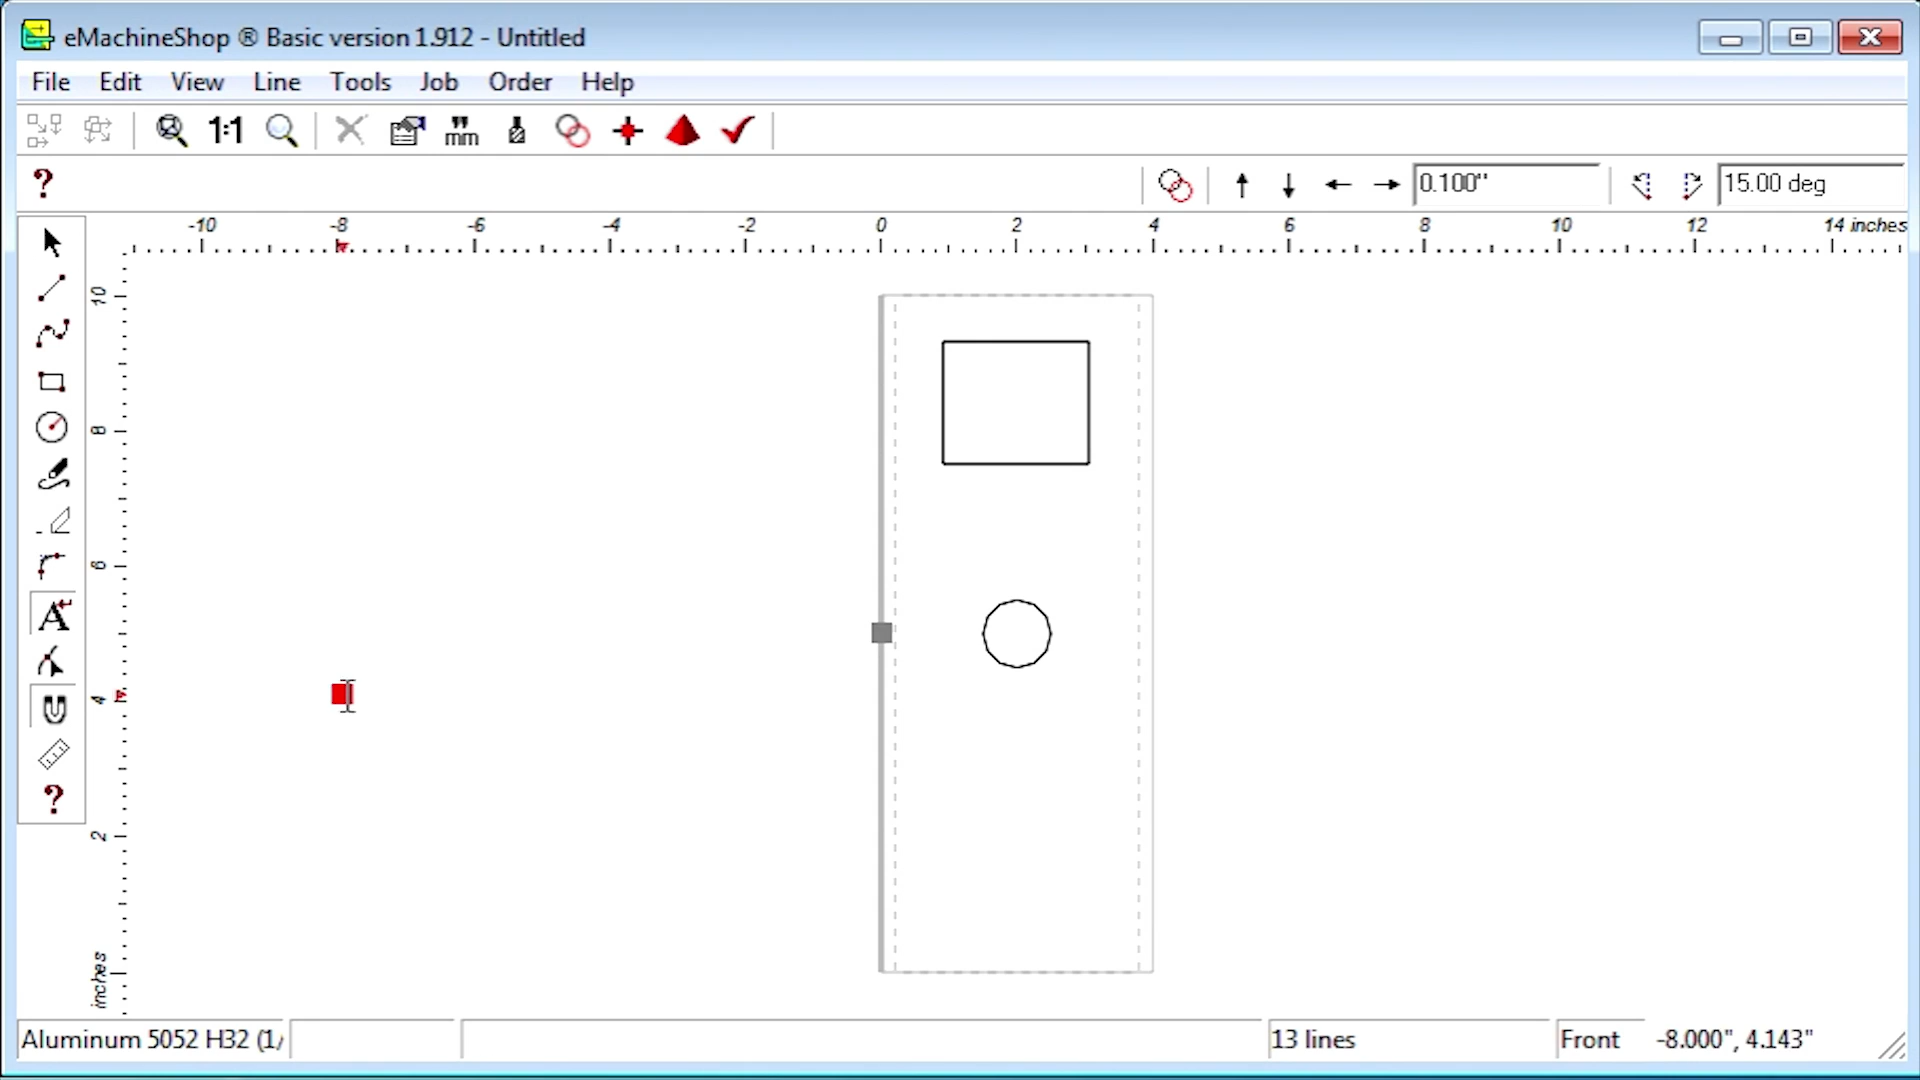 eMachineShop ® Basic version 1.912 - Untitled
File Edit View Line Tools Job Order Help
1:1 " mm
? 0.100" 15.00 deg
-10 -8 -6 -4 -2 0 2 4 6 8 10 12 14 inches
10
8
6
A
4
?
2
inches
Aluminum 5052 H32 (1/ 13 lines Front -8.000", 4.143"